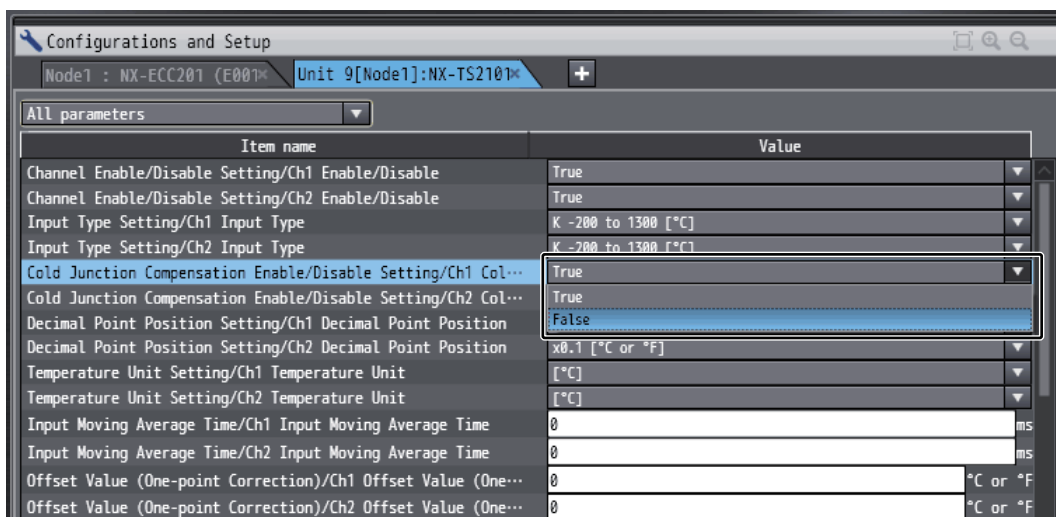 Configurations and Setup
Node1 : NX-ECC201 (E001× Unit 9[Node1]:NX-TS2101× +
All parameters
Item name Value
Channel Enable/Disable Setting/Ch1 Enable/Disable True
Channel Enable/Disable Setting/Ch2 Enable/Disable True
Input Type Setting/Ch1 Input Type K -200 to 1300 [°C]
Input Type Setting/Ch2 Input Type K -200 to 1300 [°C]
Cold Junction Compensation Enable/Disable Setting/Ch1 Col… True
Cold Junction Compensation Enable/Disable Setting/Ch2 Col… True
Decimal Point Position Setting/Ch1 Decimal Point Position False
Decimal Point Position Setting/Ch2 Decimal Point Position x0.1 [°C or °F]
Temperature Unit Setting/Ch1 Temperature Unit [°C]
Temperature Unit Setting/Ch2 Temperature Unit [°C]
Input Moving Average Time/Ch1 Input Moving Average Time 0 ms
Input Moving Average Time/Ch2 Input Moving Average Time 0 ms
Offset Value (One-point Correction)/Ch1 Offset Value (One… 0 °C or °F
Offset Value (One-point Correction)/Ch2 Offset Value (One… 0 °C or °F